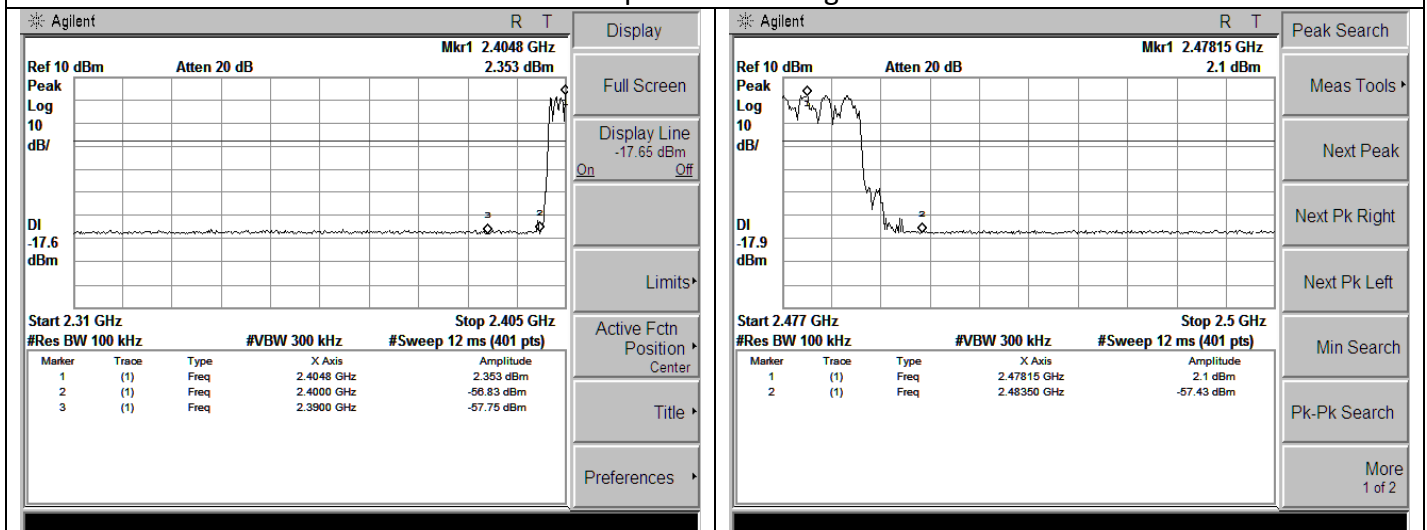 Agilent R T
Mkr1 2.4048 GHz
Ref 10 dBm Atten 20 dB 2.353 dBm
Peak
Log
10
dB/
3 2
DI
-17.6
dBm
Start 2.31 GHz Stop 2.405 GHz
#Res BW 100 kHz #VBW 300 kHz #Sweep 12 ms (401 pts)
Marker Trace Type X Axis Amplitude
1 (1) Freq 2.4048 GHz 2.353 dBm
2 (1) Freq 2.4000 GHz -56.83 dBm
3 (1) Freq 2.3900 GHz -57.75 dBm
Display
Full Screen
Display Line
-17.65 dBm
On Off
Limits
Active Fctn
Position
Center
Title
Preferences
Agilent R T
Mkr1 2.47815 GHz
Ref 10 dBm Atten 20 dB 2.1 dBm
Peak
Log
10
dB/
2
DI
-17.9
dBm
Start 2.477 GHz Stop 2.5 GHz
#Res BW 100 kHz #VBW 300 kHz #Sweep 12 ms (401 pts)
Marker Trace Type X Axis Amplitude
1 (1) Freq 2.47815 GHz 2.1 dBm
2 (1) Freq 2.48350 GHz -57.43 dBm
Peak Search
Meas Tools
Next Peak
Next Pk Right
Next Pk Left
Min Search
Pk-Pk Search
More
1 of 2